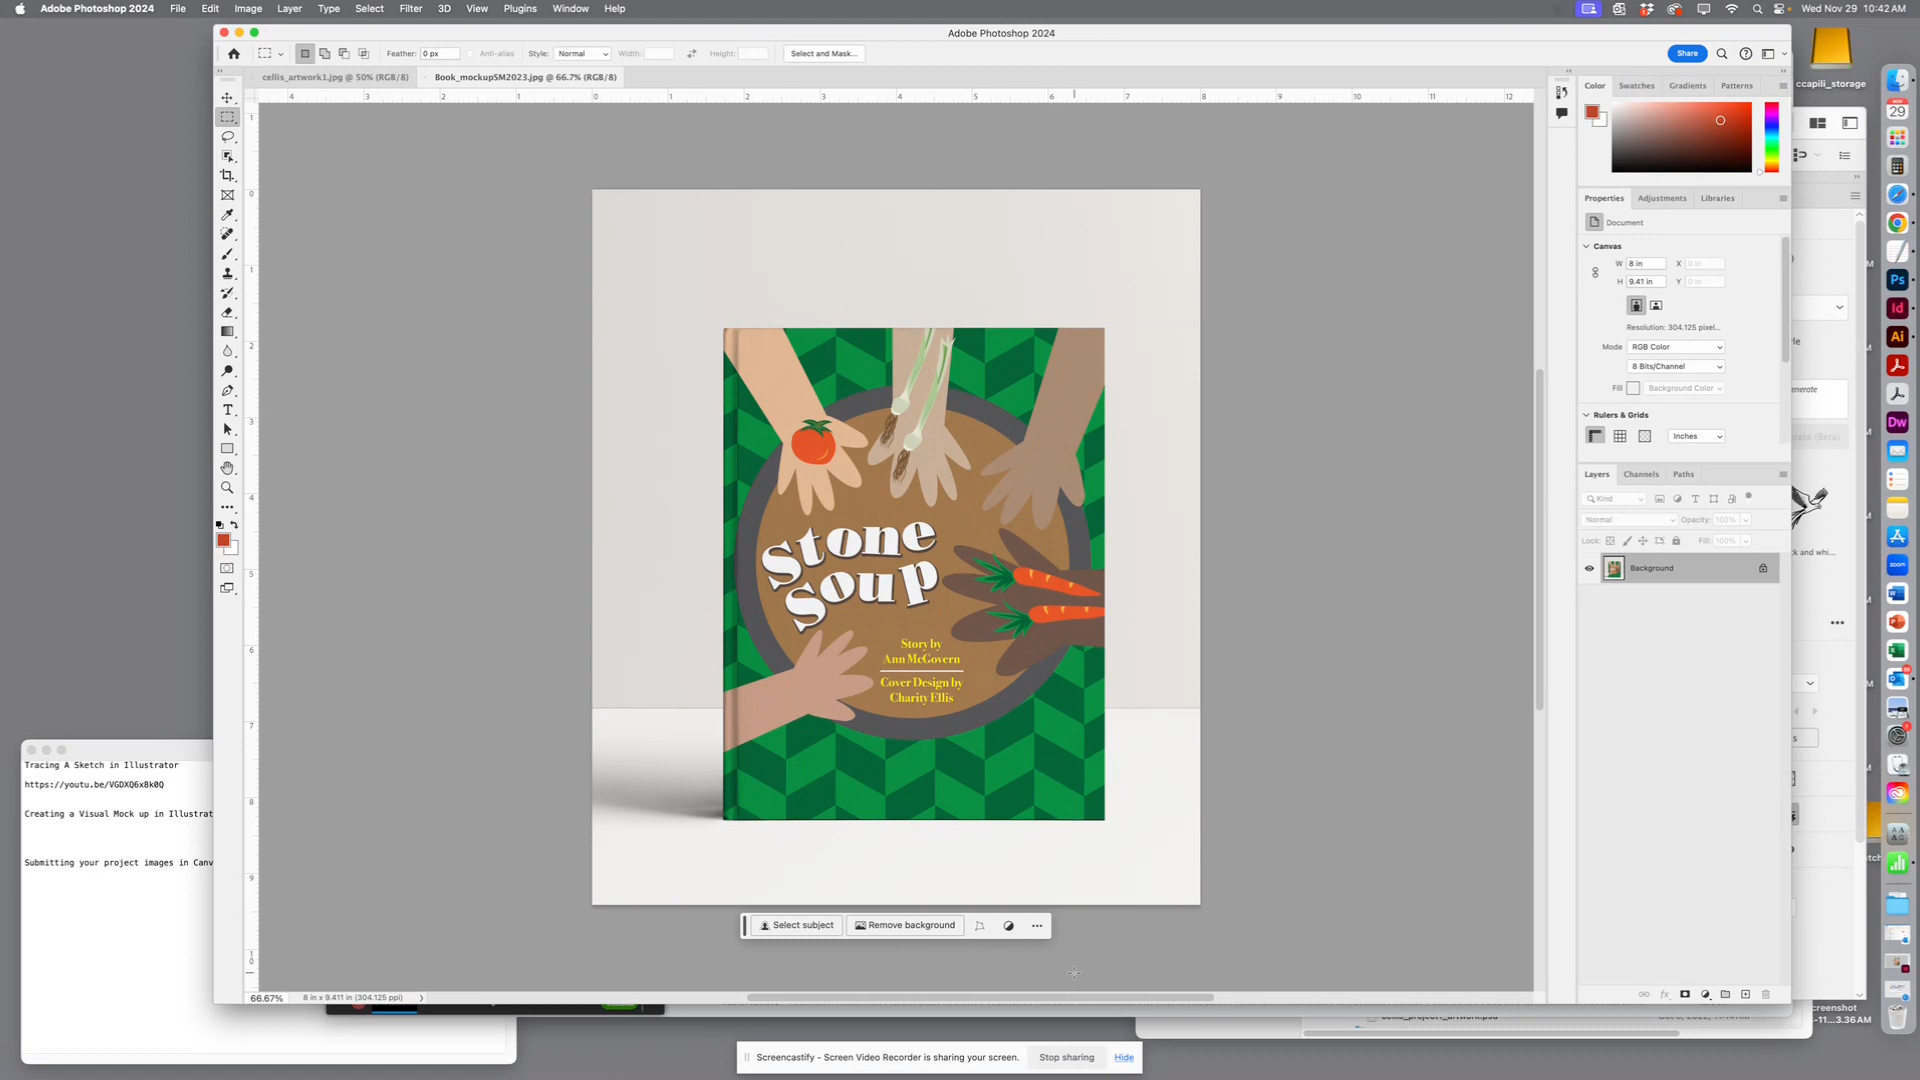 Adobe Photoshop 2024 File Edit Image Layer Type Select Filter 3D View Plugins Window Help Wed Nov 29 10:42 AM
Adobe Photoshop 2024
Feather: 0 px Anti-alias Style: Normal Width: Height: Select and Mask... Share
cellis_artwork1.jpg @ 50% (RGB/8) Book_mockupSM2023.jpg @ 66.7% (RGB/8)
ccapili_storage
Color Swatches Gradients Patterns
Properties Adjustments Libraries
Document
Canvas
W 8 in X 0 in
H 9.41 in Y 0 in
Resolution: 304.125 pixel...
Mode RGB Color
8 Bits/Channel
Fill Background Color
Rulers & Grids
Inches
Layers Channels Paths
Kind
Normal Opacity: 100%
Lock: Fill: 100%
Background
Stone
Soup
Story by
Ann McGovern
Cover Design by
Charity Ellis
Select subject Remove background
66.67% 8 in x 9.411 in (304.125 ppi)
Tracing A Sketch in Illustrator
https://youtu.be/VGDXQ6x8k0Q
Creating a Visual Mock up in Illustrat
Submitting your project images in Canv
Screencastify - Screen Video Recorder is sharing your screen. Stop sharing Hide